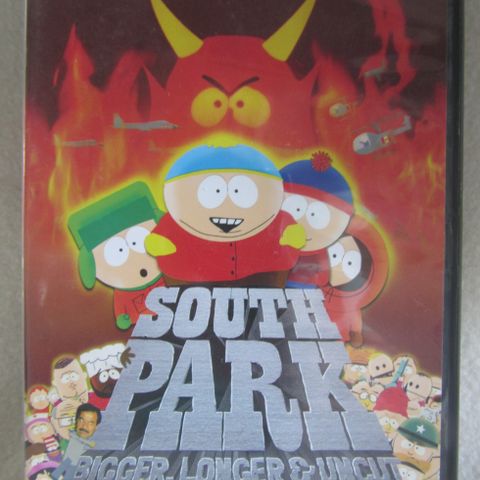 SOUTH
PARK
BIGGER, LONGER & UNCUT